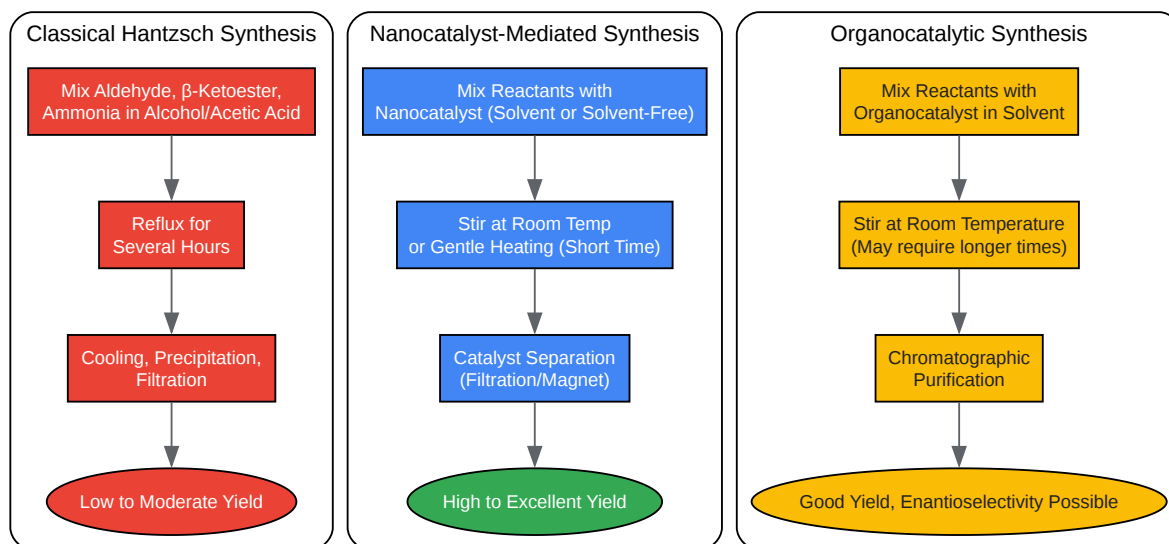 Classical Hantzsch Synthesis
Mix Aldehyde, β-Ketoester,
Ammonia in Alcohol/Acetic Acid
Reflux for
Several Hours
Cooling, Precipitation,
Filtration
Low to Moderate Yield
Nanocatalyst-Mediated Synthesis
Mix Reactants with
Nanocatalyst (Solvent or Solvent-Free)
Stir at Room Temp
or Gentle Heating (Short Time)
Catalyst Separation
(Filtration/Magnet)
High to Excellent Yield
Organocatalytic Synthesis
Mix Reactants with
Organocatalyst in Solvent
Stir at Room Temperature
(May require longer times)
Chromatographic
Purification
Good Yield, Enantioselectivity Possible